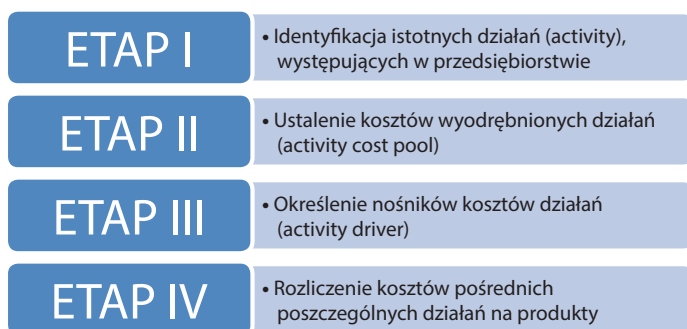 ETAP I
• Identyfikacja istotnych działań (activity),
występujących w przedsiębiorstwie
ETAP II
• Ustalenie kosztów wyodrębnionych działań
(activity cost pool)
ETAP III
• Określenie nośników kosztów działań
(activity driver)
ETAP IV
• Rozliczenie kosztów pośrednich
poszczególnych działań na produkty